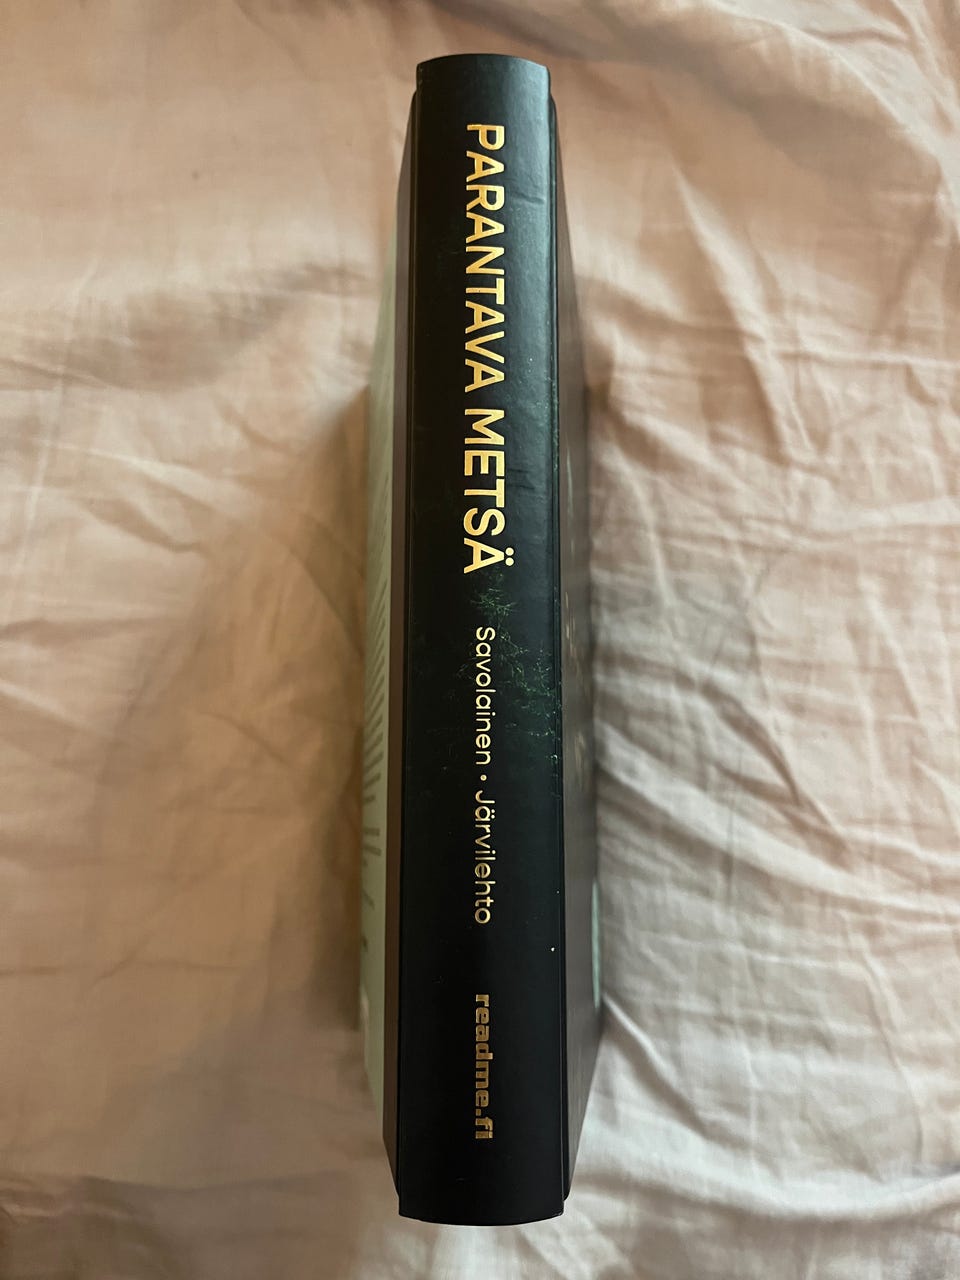 PARANTAVA METSÄ
Savolainen • Järvilehto
readme.fi